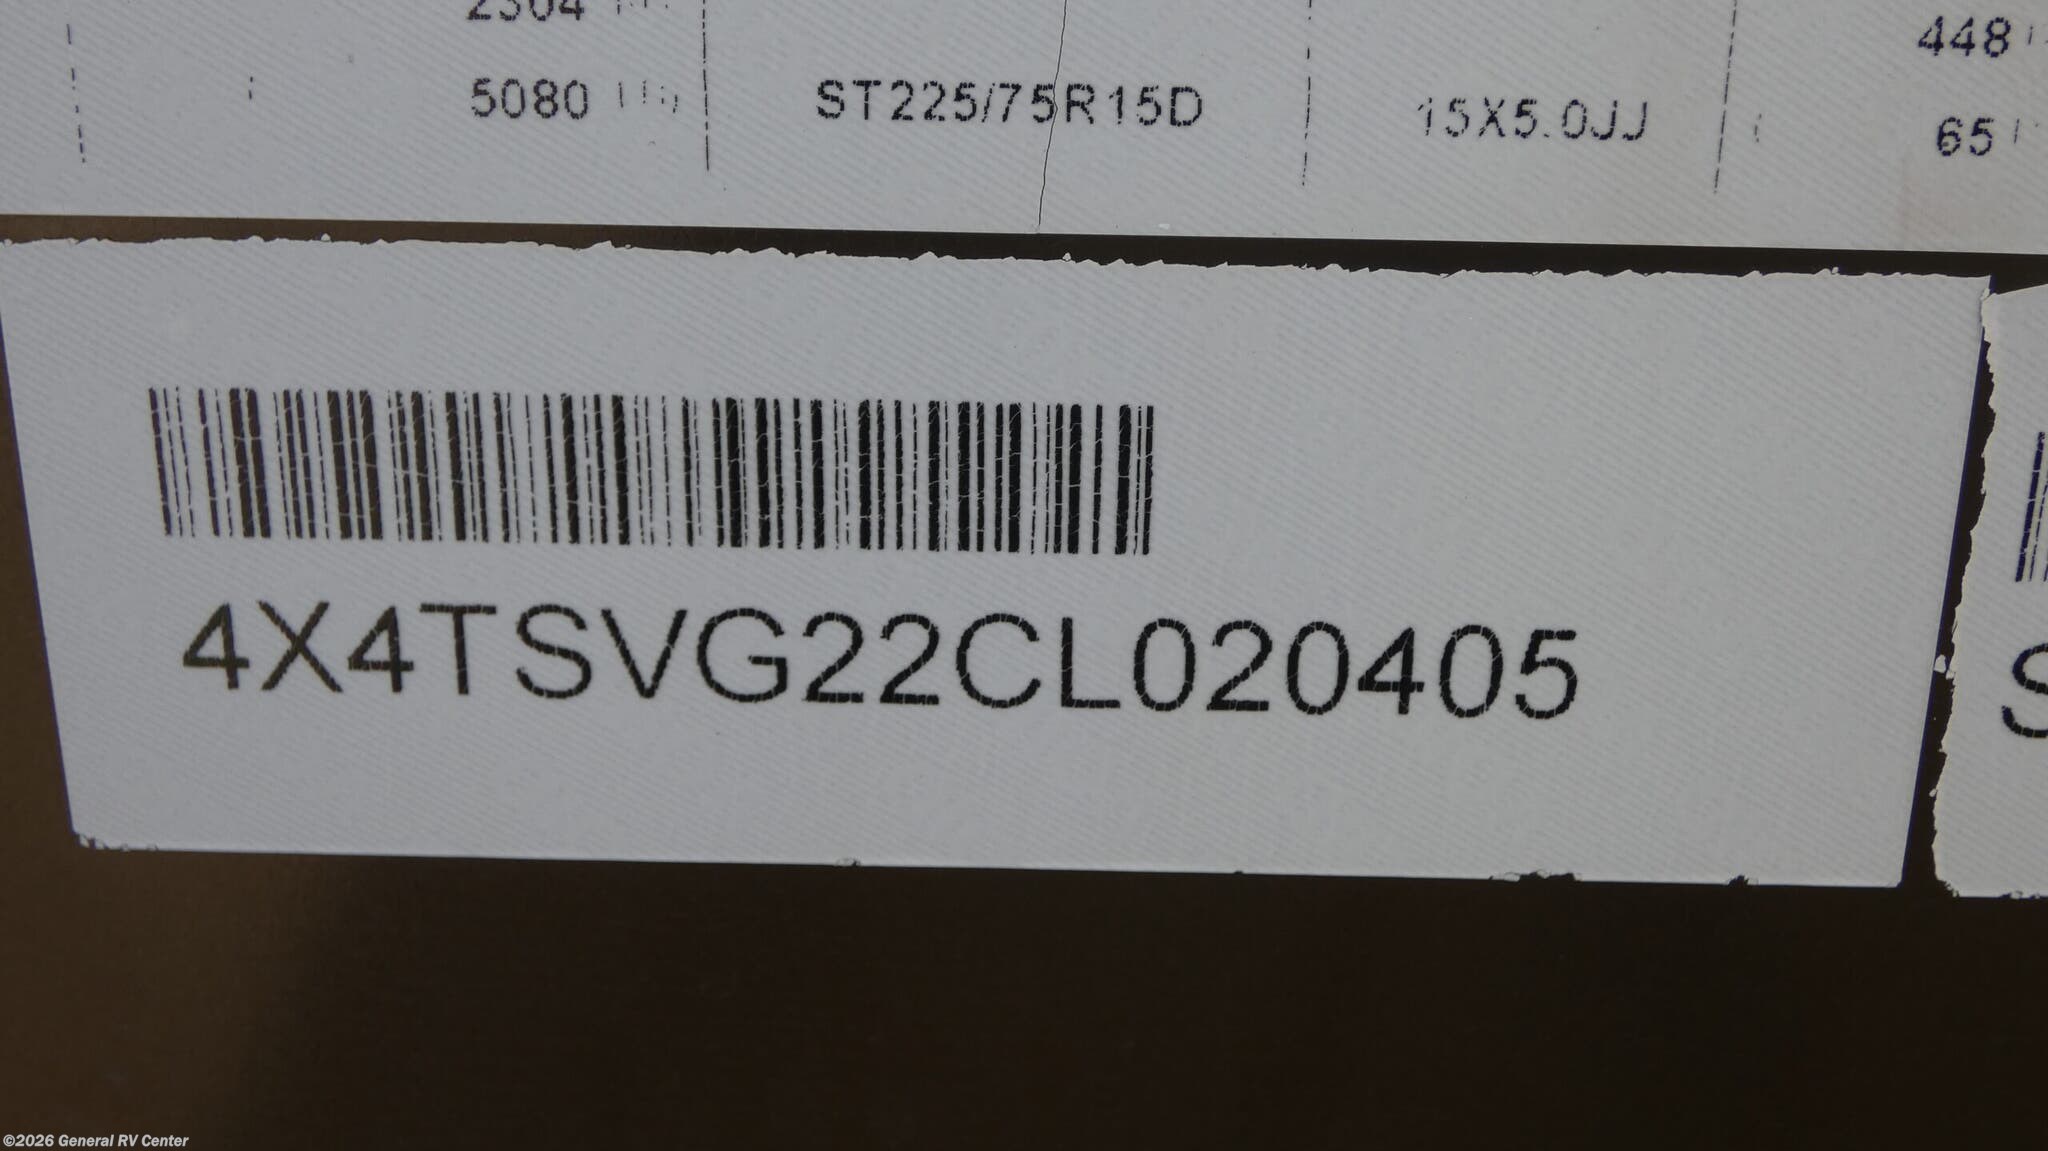 2304
5080 ST225/75R15D 15X5.0JJ 448
65
4X4TSVG22CL020405
S
©2026 General RV Center